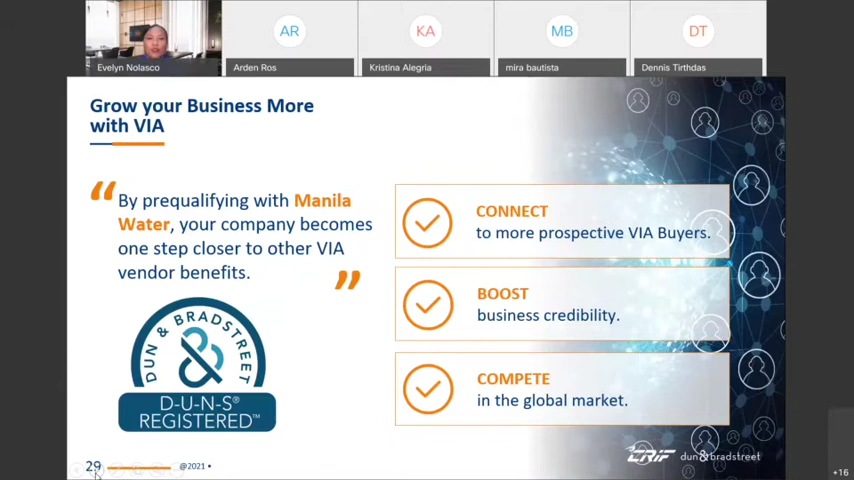 AR
KA
MB
DT
Evelyn Nolasco
Arden Ros
Kristina Alegria
mira bautista
Dennis Tirthdas
Grow your Business More
with VIA
“ By prequalifying with Manila
Water, your company becomes
one step closer to other VIA
vendor benefits. ”
DUN & BRADSTREET
&
D-U-N-S®
REGISTERED™
CONNECT
to more prospective VIA Buyers.
BOOST
business credibility.
COMPETE
in the global market.
29
@2021 •
CRIF dun & bradstreet
+16